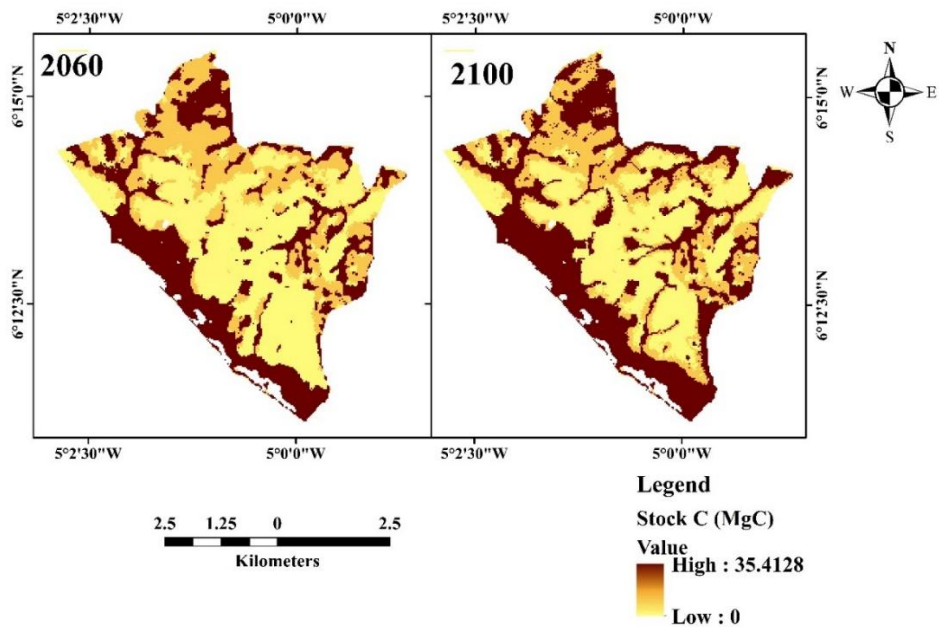 5°2'30"W 5°0'0"W 5°2'30"W 5°0'0"W
2060 2100
N
W E
S
6°15'0"N 6°15'0"N
6°12'30"N 6°12'30"N
5°2'30"W 5°0'0"W 5°2'30"W 5°0'0"W
2.5 1.25 0 2.5
Kilometers
Legend
Stock C (MgC)
Value
High : 35.4128
Low : 0